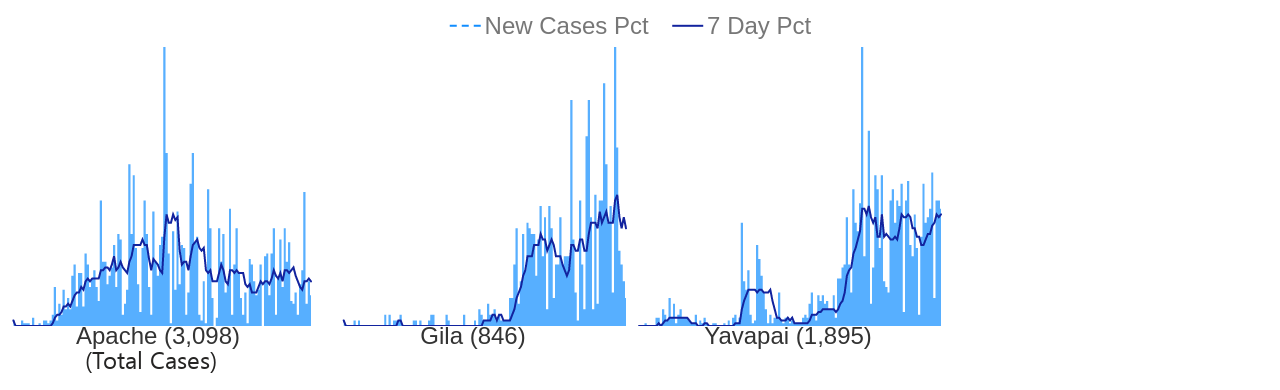 New Cases Pct 7 Day Pct
Apache (3,098) Gila (846) Yavapai (1,895)
(Total Cases)